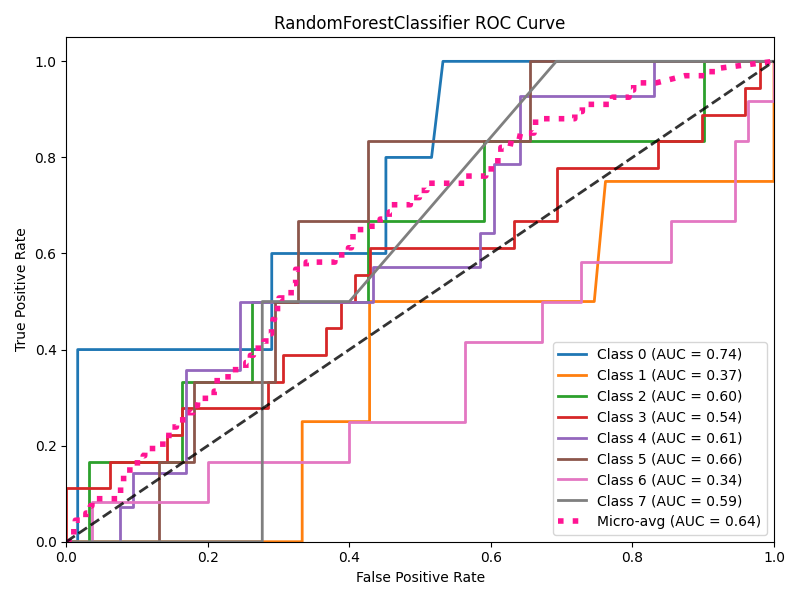 RandomForestClassifier ROC Curve
True Positive Rate
1.0
0.8
0.6
0.4
0.2
0.0
0.0 0.2 0.4 0.6 0.8 1.0
False Positive Rate
Class 0 (AUC = 0.74)
Class 1 (AUC = 0.37)
Class 2 (AUC = 0.60)
Class 3 (AUC = 0.54)
Class 4 (AUC = 0.61)
Class 5 (AUC = 0.66)
Class 6 (AUC = 0.34)
Class 7 (AUC = 0.59)
Micro-avg (AUC = 0.64)